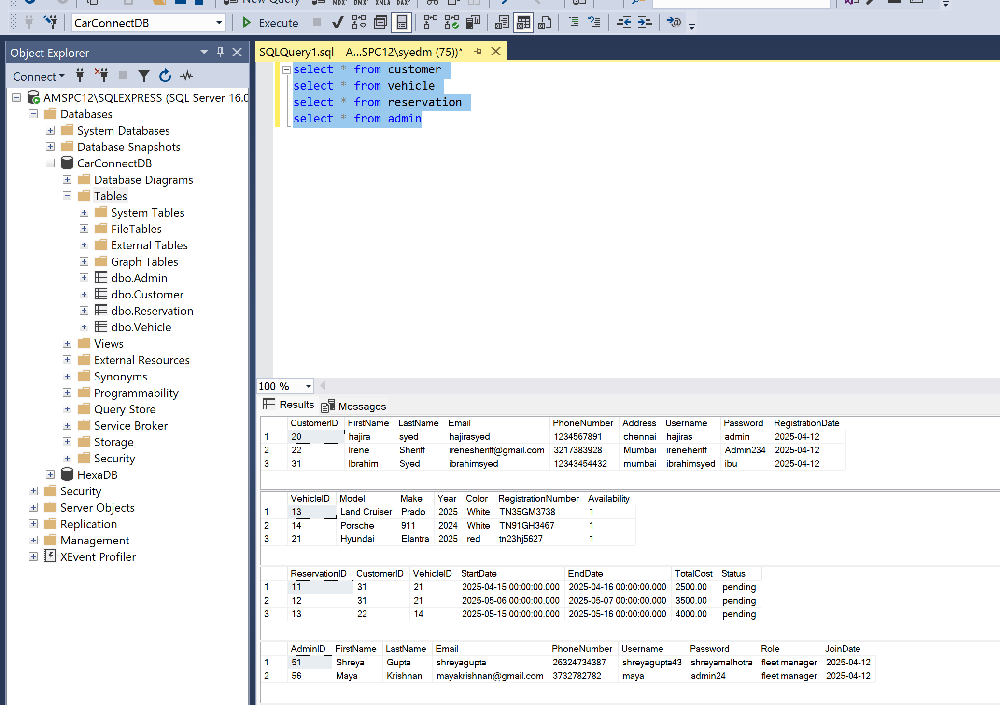 New Query MDX DMX XMLA DAX
CarConnectDB Execute
Object Explorer
Connect
AMSPC12\SQLEXPRESS (SQL Server 16.0
Databases
System Databases
Database Snapshots
CarConnectDB
Database Diagrams
Tables
System Tables
FileTables
External Tables
Graph Tables
dbo.Admin
dbo.Customer
dbo.Reservation
dbo.Vehicle
Views
External Resources
Synonyms
Programmability
Query Store
Service Broker
Storage
Security
HexaDB
Security
Server Objects
Replication
Management
XEvent Profiler
SQLQuery1.sql - A...SPC12\syedm (75))*
select * from customer
select * from vehicle
select * from reservation
select * from admin
100 %
Results Messages
CustomerID FirstName LastName Email PhoneNumber Address Username Password RegistrationDate
1 20 hajira syed hajirasyed 1234567891 chennai hajiras admin 2025-04-12
2 22 Irene Sheriff irenesheriff@gmail.com 3217383928 Mumbai ireneheriff Admin234 2025-04-12
3 31 Ibrahim Syed ibrahimsyed 12343454432 mumbai ibrahimsyed ibu 2025-04-12
VehicleID Model Make Year Color RegistrationNumber Availability
1 13 Land Cruiser Prado 2025 White TN35GM3738 1
2 14 Porsche 911 2024 White TN91GH3467 1
3 21 Hyundai Elantra 2025 red tn23hj5627 1
ReservationID CustomerID VehicleID StartDate EndDate TotalCost Status
1 11 31 21 2025-04-15 00:00:00.000 2025-04-16 00:00:00.000 2500.00 pending
2 12 31 21 2025-05-06 00:00:00.000 2025-05-07 00:00:00.000 3500.00 pending
3 13 22 14 2025-05-15 00:00:00.000 2025-05-16 00:00:00.000 4000.00 pending
AdminID FirstName LastName Email PhoneNumber Username Password Role JoinDate
1 51 Shreya Gupta shreyagupta 26324734387 shreyagupta43 shreyamalhotra fleet manager 2025-04-12
2 56 Maya Krishnan mayakrishnan@gmail.com 3732782782 maya admin24 fleet manager 2025-04-12